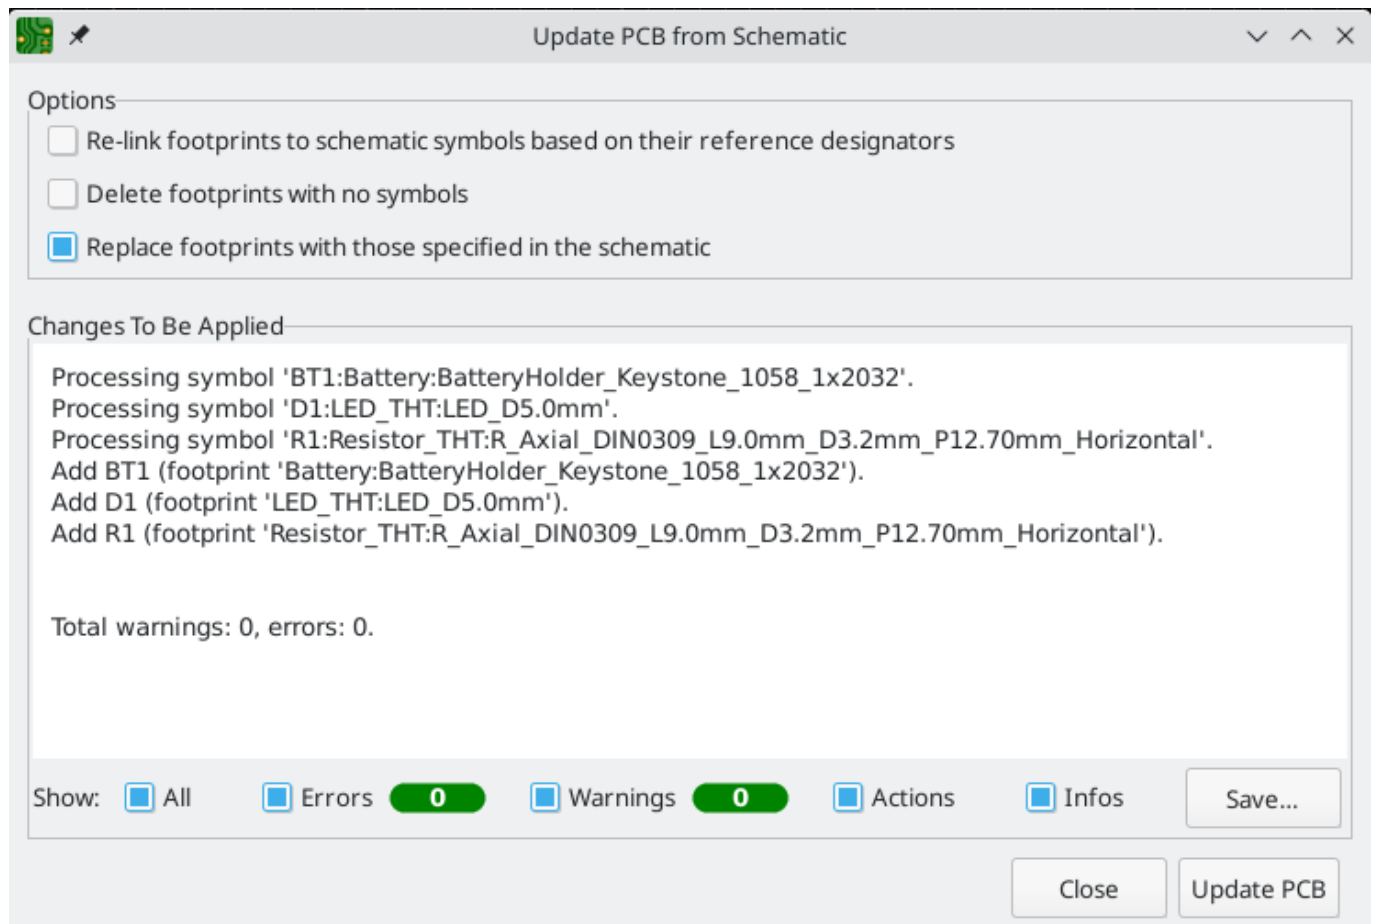 Update PCB from Schematic
Options
Re-link footprints to schematic symbols based on their reference designators
Delete footprints with no symbols
Replace footprints with those specified in the schematic
Changes To Be Applied
Processing symbol 'BT1:Battery:BatteryHolder_Keystone_1058_1x2032'.
Processing symbol 'D1:LED_THT:LED_D5.0mm'.
Processing symbol 'R1:Resistor_THT:R_Axial_DIN0309_L9.0mm_D3.2mm_P12.70mm_Horizontal'.
Add BT1 (footprint 'Battery:BatteryHolder_Keystone_1058_1x2032').
Add D1 (footprint 'LED_THT:LED_D5.0mm').
Add R1 (footprint 'Resistor_THT:R_Axial_DIN0309_L9.0mm_D3.2mm_P12.70mm_Horizontal').
Total warnings: 0, errors: 0.
Show: All Errors 0 Warnings 0 Actions Infos Save...
Close Update PCB